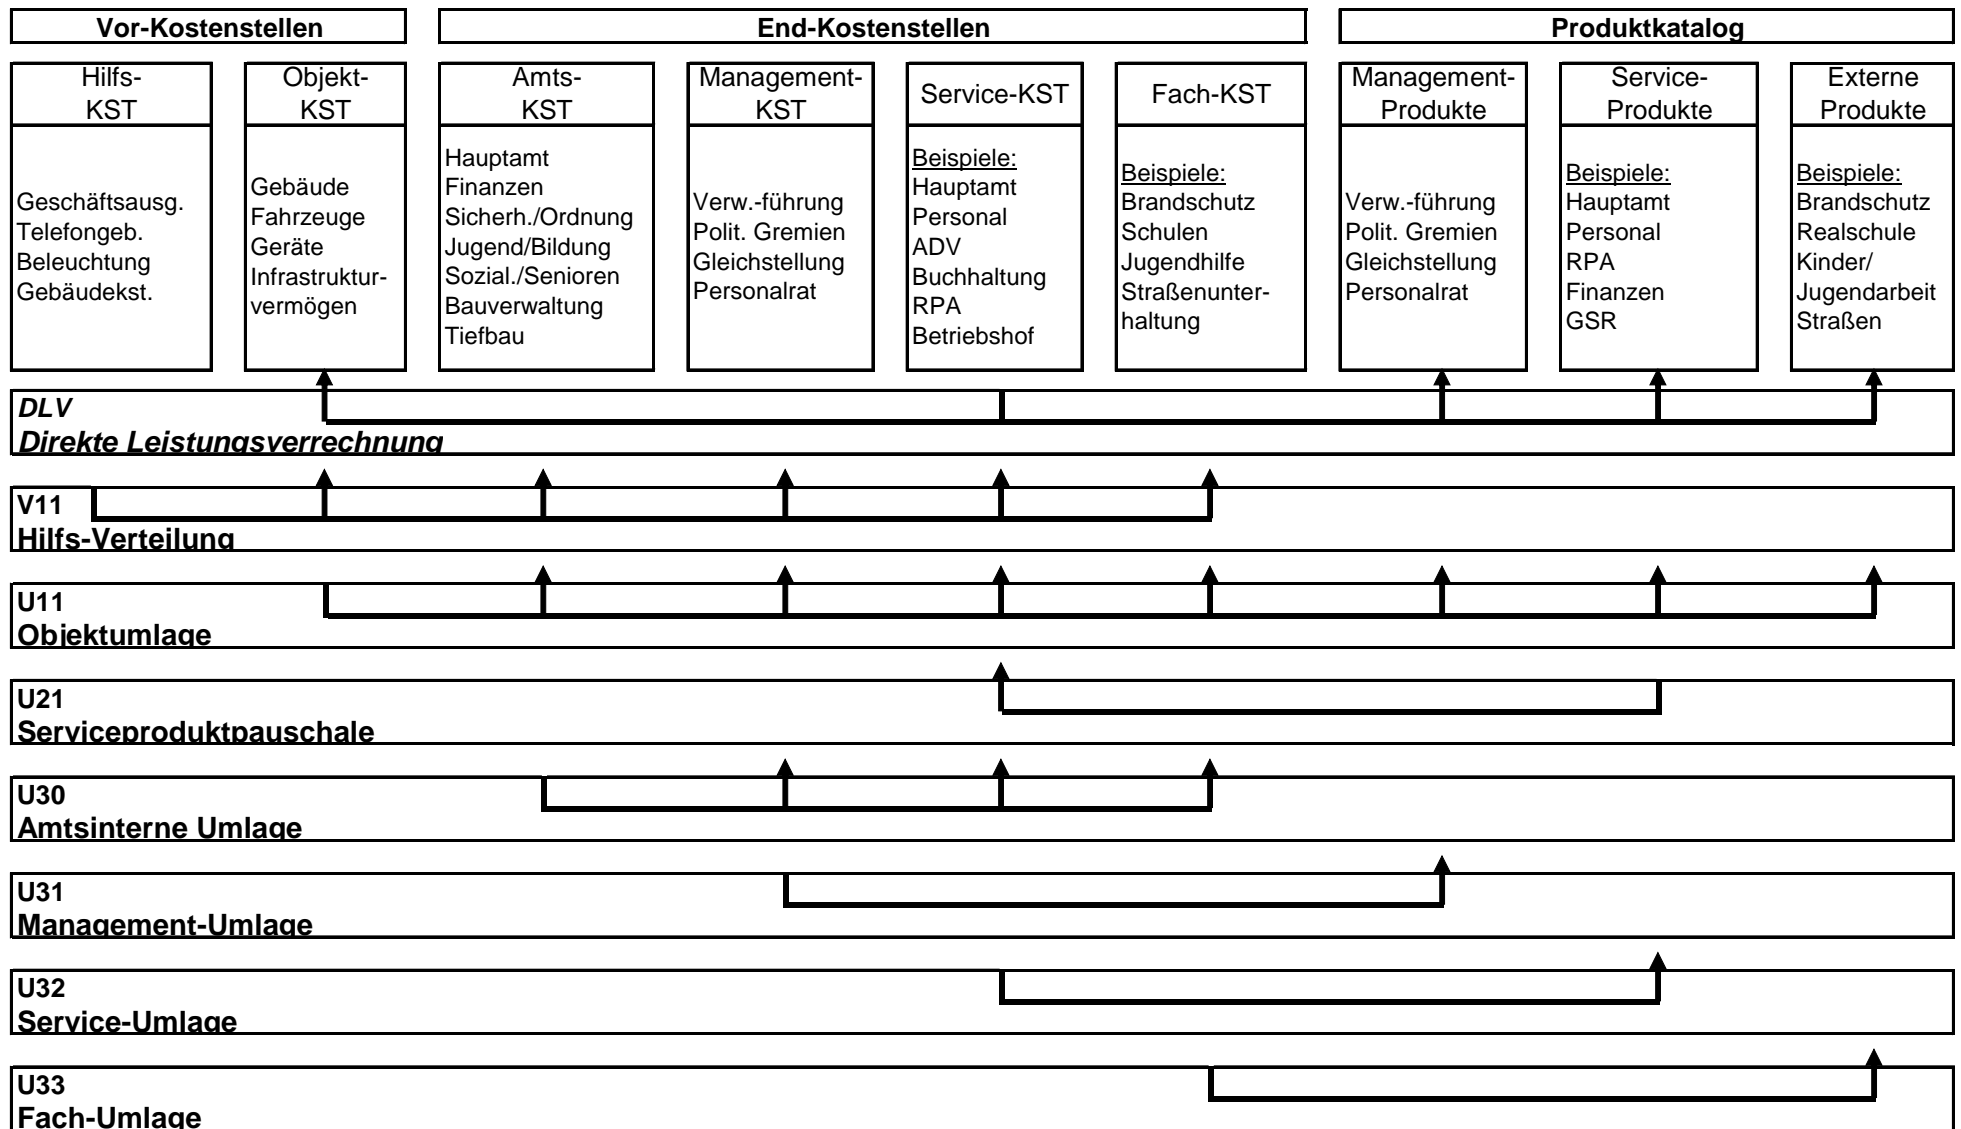 Vor-Kostenstellen
End-Kostenstellen
Produktkatalog
Hilfs-
KST
Objekt-
KST
Amts-
KST
Management-
KST
Service-KST
Fach-KST
Management-
Produkte
Service-
Produkte
Externe
Produkte
Geschäftsausg.
Telefongeb.
Beleuchtung
Gebäudekst.
Gebäude
Fahrzeuge
Geräte
Infrastruktur-
vermögen
Hauptamt
Finanzen
Sicherh./Ordnung
Jugend/Bildung
Sozial./Senioren
Bauverwaltung
Tiefbau
Verw.-führung
Polit. Gremien
Gleichstellung
Personalrat
Beispiele:
Hauptamt
Personal
ADV
Buchhaltung
RPA
Betriebshof
Beispiele:
Brandschutz
Schulen
Jugendhilfe
Straßenunter-
haltung
Verw.-führung
Polit. Gremien
Gleichstellung
Personalrat
Beispiele:
Hauptamt
Personal
RPA
Finanzen
GSR
Beispiele:
Brandschutz
Realschule
Kinder/
Jugendarbeit
Straßen
DLV
Direkte Leistungsverrechnung
V11
Hilfs-Verteilung
U11
Objektumlage
U21
Serviceproduktpauschale
U30
Amtsinterne Umlage
U31
Management-Umlage
U32
Service-Umlage
U33
Fach-Umlage